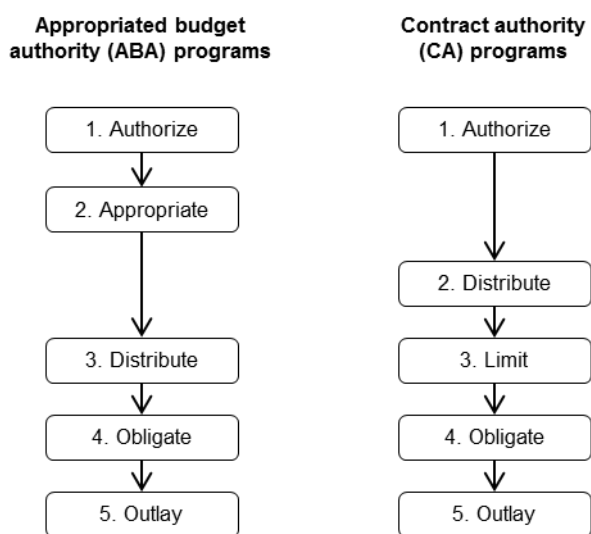 Appropriated budget
authority (ABA) programs
1. Authorize
2. Appropriate
3. Distribute
4. Obligate
5. Outlay
Contract authority
(CA) programs
1. Authorize
2. Distribute
3. Limit
4. Obligate
5. Outlay